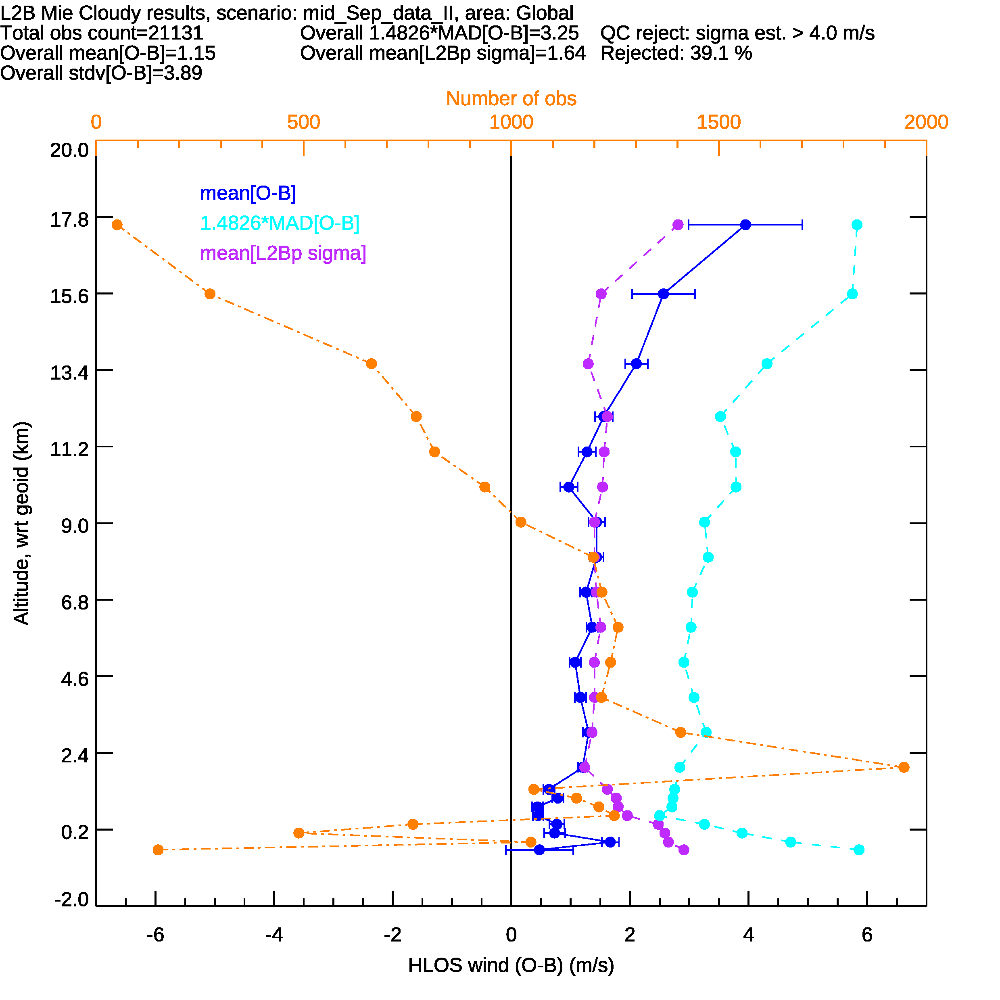 L2B Mie Cloudy results, scenario: mid_Sep_data_II, area: Global
Total obs count=21131 Overall 1.4826*MAD[O-B]=3.25 QC reject: sigma est. > 4.0 m/s
Overall mean[O-B]=1.15 Overall mean[L2Bp sigma]=1.64 Rejected: 39.1 %
Overall stdv[O-B]=3.89
Number of obs
0 500 1000 1500 2000
20.0
mean[O-B]
17.8
1.4826*MAD[O-B]
mean[L2Bp sigma]
15.6
13.4
11.2
9.0
6.8
4.6
2.4
0.2
-2.0
Altitude, wrt geoid (km)
-6 -4 -2 0 2 4 6
HLOS wind (O-B) (m/s)